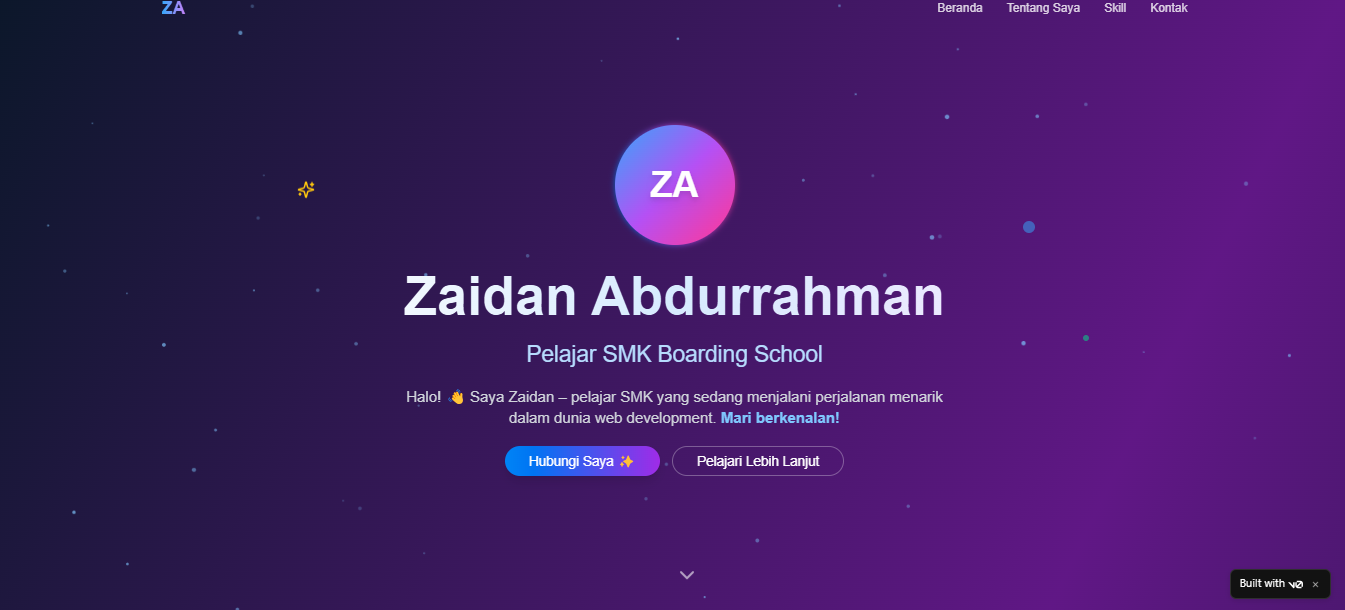 ZA
Beranda Tentang Saya Skill Kontak
ZA
Zaidan Abdurrahman
Pelajar SMK Boarding School
Halo! 👋 Saya Zaidan – pelajar SMK yang sedang menjalani perjalanan menarik
dalam dunia web development. Mari berkenalan!
Hubungi Saya ✨
Pelajari Lebih Lanjut
Built with v0 ×